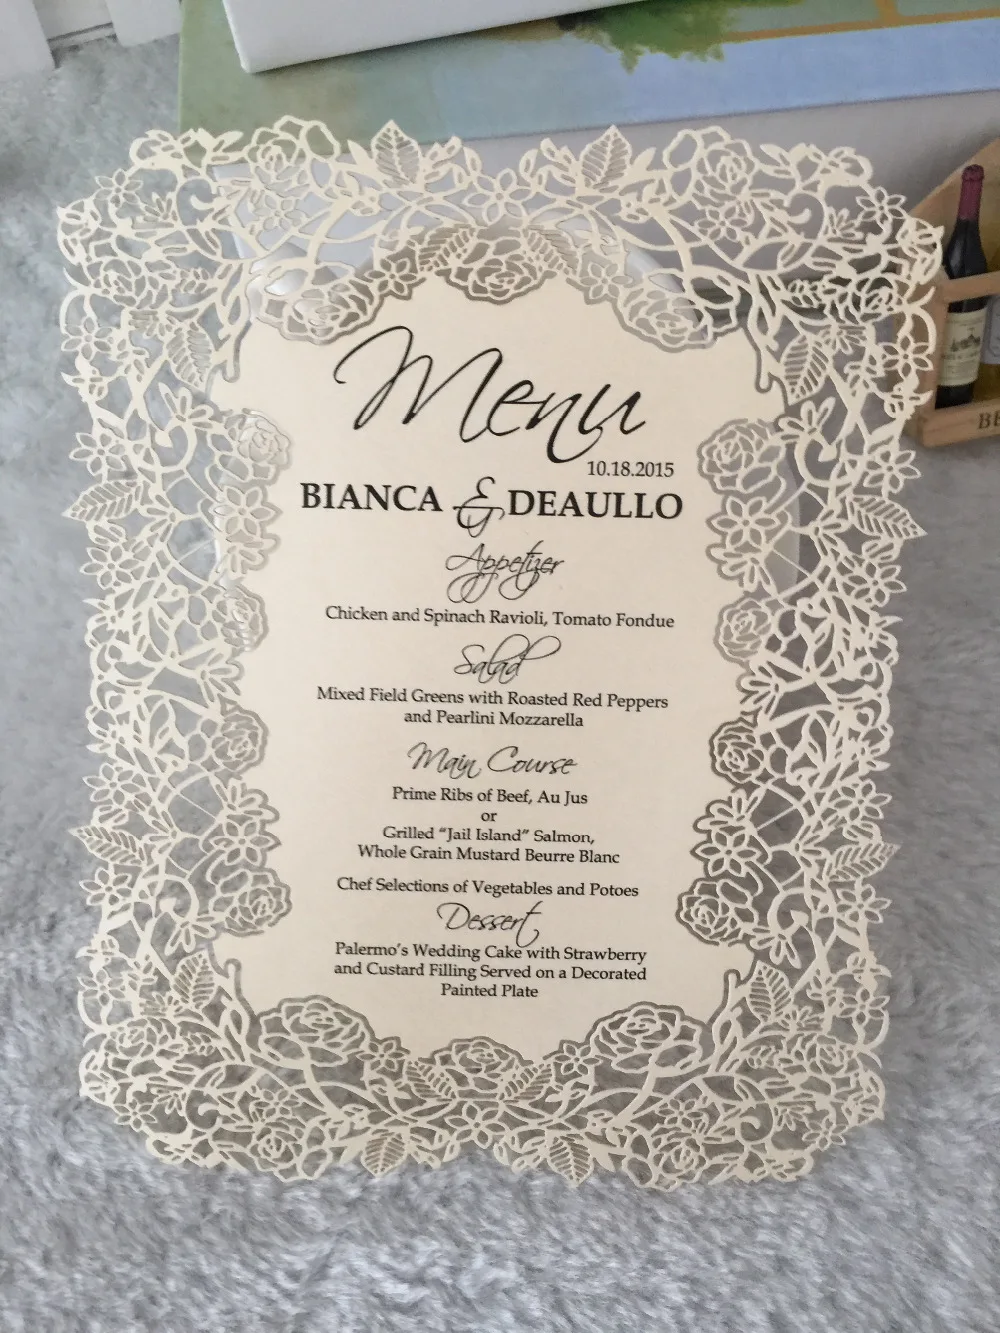 Menu
10.18.2015
BIANCA & DEAULLO
Appetizer
Chicken and Spinach Ravioli, Tomato Fondue
Salad
Mixed Field Greens with Roasted Red Peppers
and Pearlini Mozzarella
Main Course
Prime Ribs of Beef, Au Jus
or
Grilled “Jail Island” Salmon,
Whole Grain Mustard Beurre Blanc
Chef Selections of Vegetables and Potoes
Dessert
Palermo’s Wedding Cake with Strawberry
and Custard Filling Served on a Decorated
Painted Plate